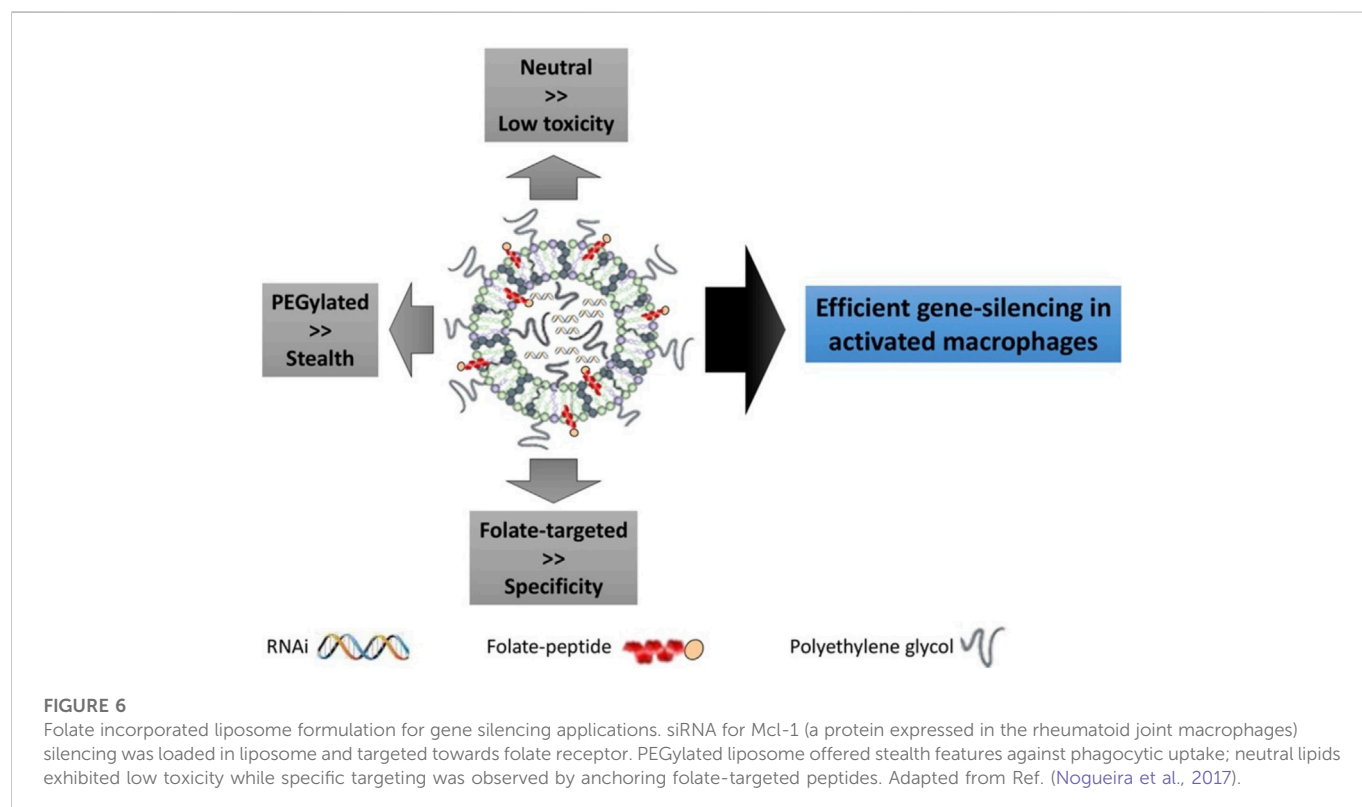 Neutral
>>
Low toxicity
PEGylated
>>
Stealth
Efficient gene-silencing in
activated macrophages
Folate-targeted
>>
Specificity
RNAi
Folate-peptide
Polyethylene glycol
FIGURE 6
Folate incorporated liposome formulation for gene silencing applications. siRNA for Mcl-1 (a protein expressed in the rheumatoid joint macrophages)
silencing was loaded in liposome and targeted towards folate receptor. PEGylated liposome offered stealth features against phagocytic uptake; neutral lipids
exhibited low toxicity while specific targeting was observed by anchoring folate-targeted peptides. Adapted from Ref. (Nogueira et al., 2017).